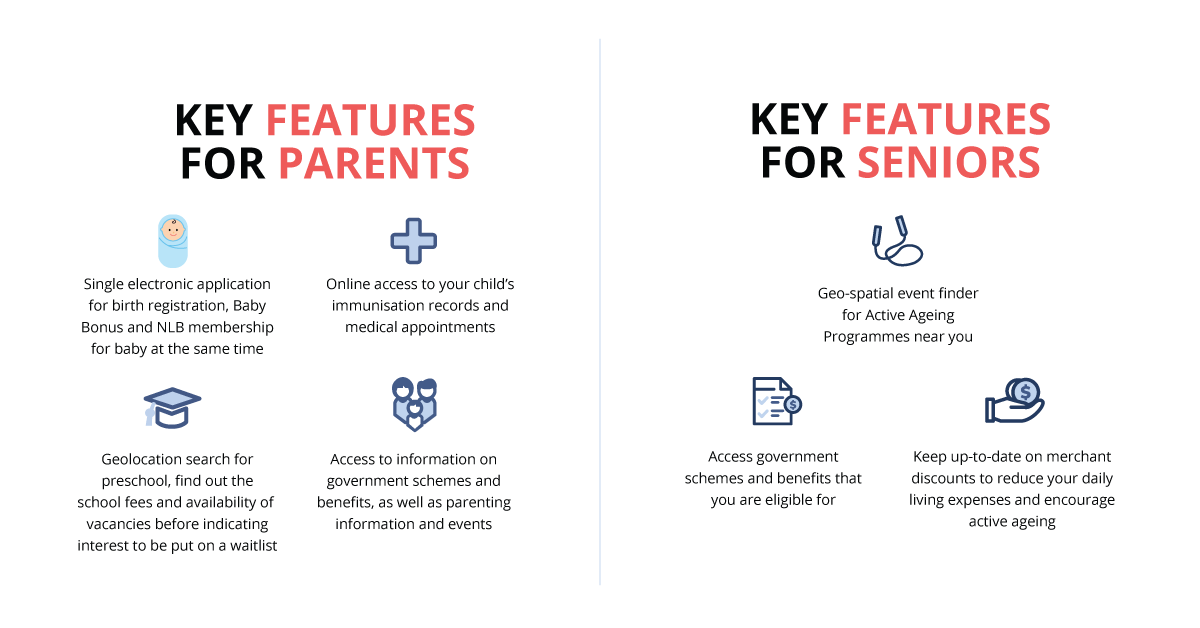 KEY FEATURES
FOR PARENTS
Single electronic application
for birth registration, Baby
Bonus and NLB membership
for baby at the same time
Online access to your child's
immunisation records and
medical appointments
Geolocation search for
preschool, find out the
school fees and availability of
vacancies before indicating
interest to be put on a waitlist
Access to information on
government schemes and
benefits, as well as parenting
information and events
KEY FEATURES
FOR SENIORS
Geo-spatial event finder
for Active Ageing
Programmes near you
$
Access government
schemes and benefits that
you are eligible for
$
Keep up-to-date on merchant
discounts to reduce your daily
living expenses and encourage
active ageing